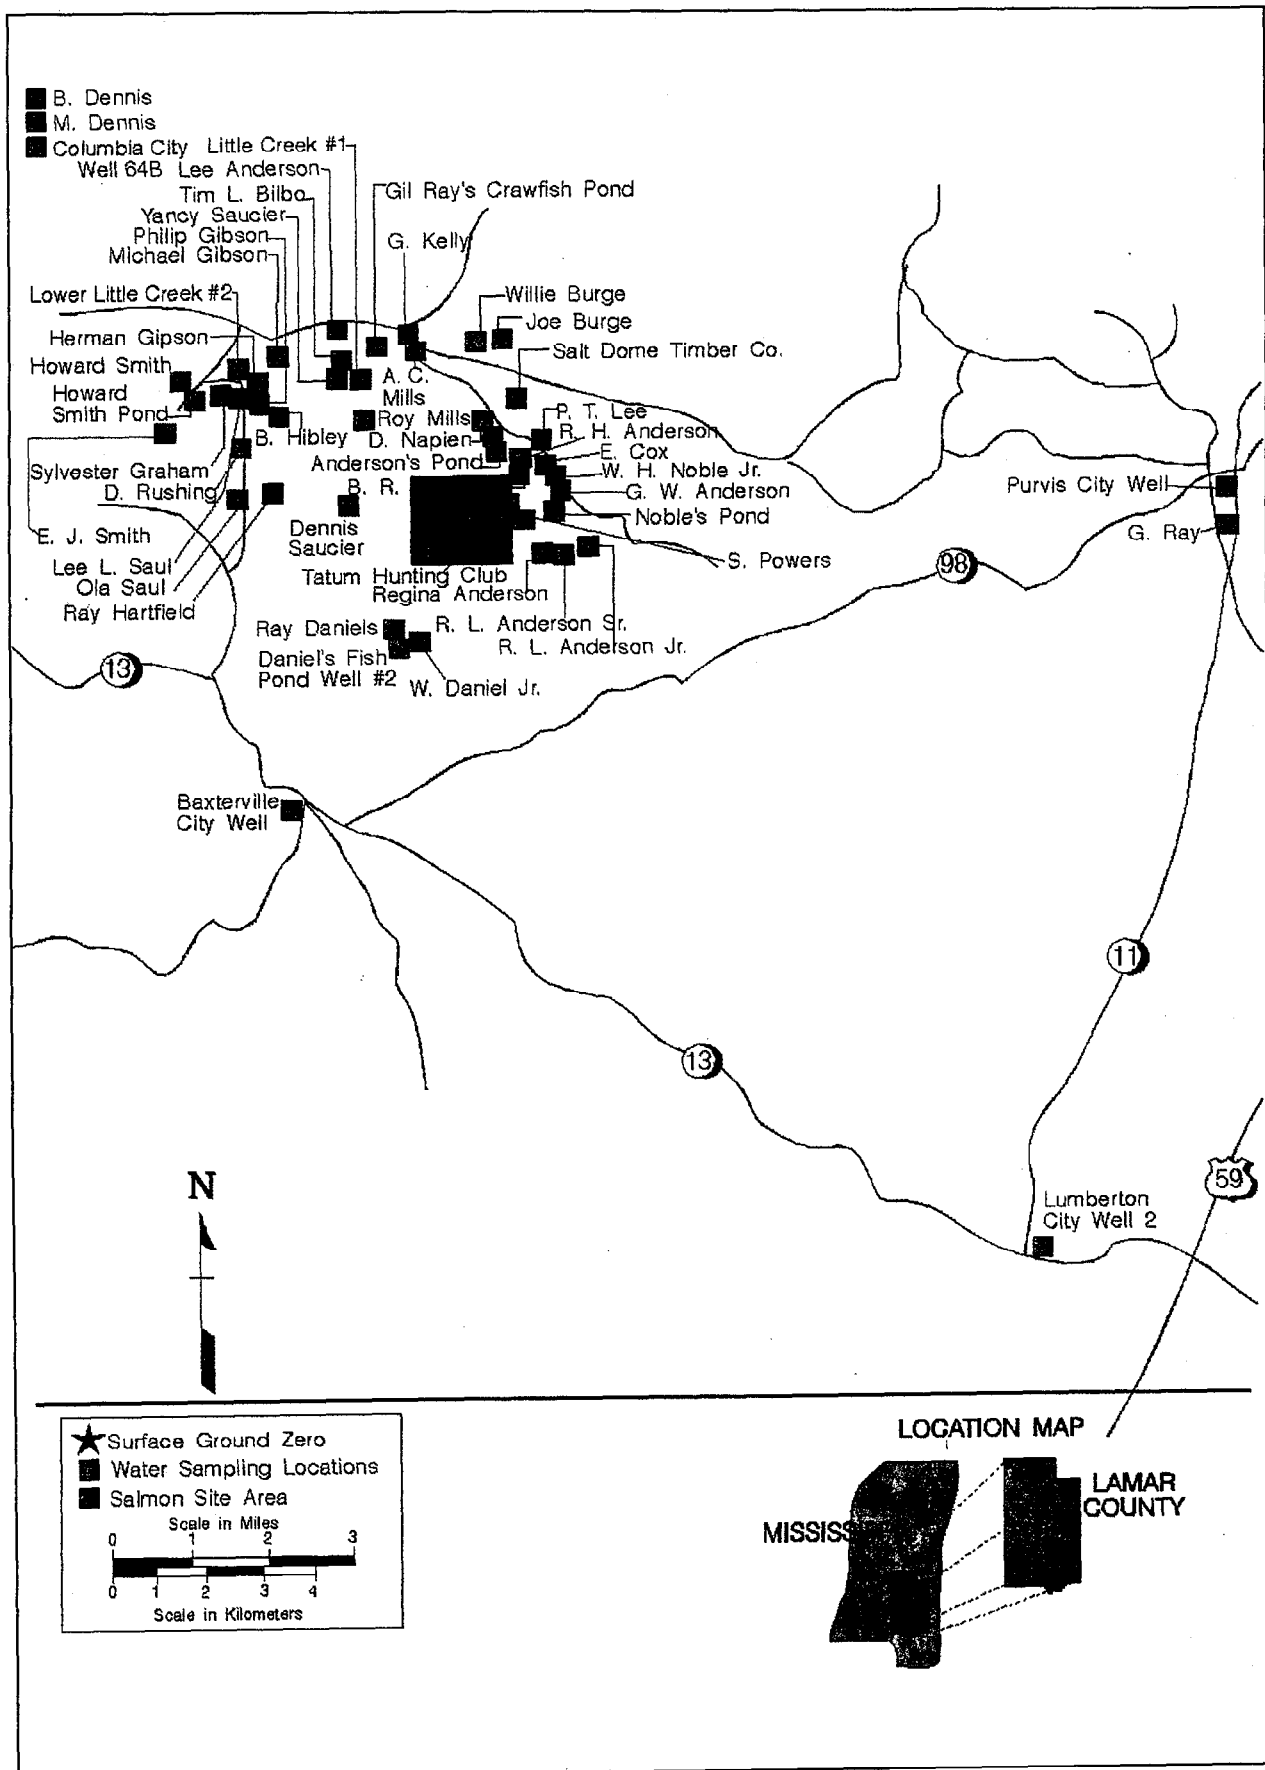 B. Dennis
M. Dennis
Columbia City
Little Creek #1
Well 64B Lee Anderson
Tim L. Bilbo
Gil Ray's Crawfish Pond
Yancy Saucier
Philip Gibson
G. Kelly
Michael Gibson
Lower Little Creek #2
Willie Burge
Joe Burge
Herman Gipson
Salt Dome Timber Co.
Howard Smith
A. C.
Mills
Howard
Smith Pond
P. T. Lee
Roy Mills
R. H. Anderson
B. Hibley
D. Napier
E. Cox
Anderson's Pond
W. H. Noble Jr.
Sylvester Graham
D. Rushing
B. R.
G. W. Anderson
Purvis City Well
Noble's Pond
E. J. Smith
Dennis
Saucier
G. Ray
Lee L. Saul
S. Powers
98
Ola Saul
Tatum Hunting Club
Regina Anderson
Ray Hartfield
Ray Daniels
R. L. Anderson Sr.
R. L. Anderson Jr.
Daniel's Fish
Pond Well #2
W. Daniel Jr.
13
Baxterville
City Well
11
13
N
59
Lumberton
City Well 2
Surface Ground Zero
Water Sampling Locations
Salmon Site Area
Scale in Miles
0 1 2 3
0 1 2 3 4
Scale in Kilometers
LOCATION MAP
LAMAR
COUNTY
MISSISS